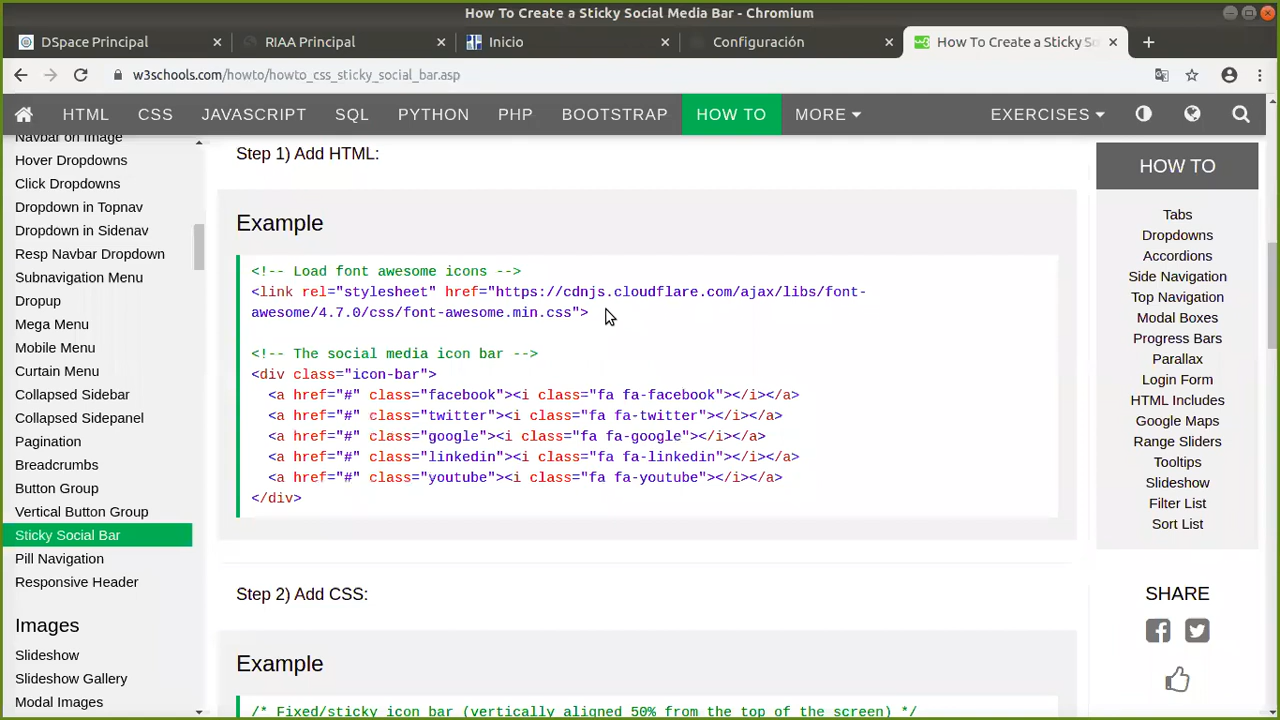 How To Create a Sticky Social Media Bar - Chromium
DSpace Principal
RIAA Principal
Inicio
Configuración
How To Create a Sticky So
w3schools.com/howto/howto_css_sticky_social_bar.asp
HTML CSS JAVASCRIPT SQL PYTHON PHP BOOTSTRAP HOW TO MORE EXERCISES
Navbar on Image
Hover Dropdowns
Click Dropdowns
Dropdown in Topnav
Dropdown in Sidenav
Resp Navbar Dropdown
Subnavigation Menu
Dropup
Mega Menu
Mobile Menu
Curtain Menu
Collapsed Sidebar
Collapsed Sidepanel
Pagination
Breadcrumbs
Button Group
Vertical Button Group
Sticky Social Bar
Pill Navigation
Responsive Header
Images
Slideshow
Slideshow Gallery
Modal Images
Step 1) Add HTML:
Example
<!-- Load font awesome icons -->
<link rel="stylesheet" href="https://cdnjs.cloudflare.com/ajax/libs/font-
awesome/4.7.0/css/font-awesome.min.css">
<!-- The social media icon bar -->
<div class="icon-bar">
<a href="#" class="facebook"><i class="fa fa-facebook"></i></a>
<a href="#" class="twitter"><i class="fa fa-twitter"></i></a>
<a href="#" class="google"><i class="fa fa-google"></i></a>
<a href="#" class="linkedin"><i class="fa fa-linkedin"></i></a>
<a href="#" class="youtube"><i class="fa fa-youtube"></i></a>
</div>
Step 2) Add CSS:
Example
/* Fixed/sticky icon bar (vertically aligned 50% from the top of the screen) */
HOW TO
Tabs
Dropdowns
Accordions
Side Navigation
Top Navigation
Modal Boxes
Progress Bars
Parallax
Login Form
HTML Includes
Google Maps
Range Sliders
Tooltips
Slideshow
Filter List
Sort List
SHARE